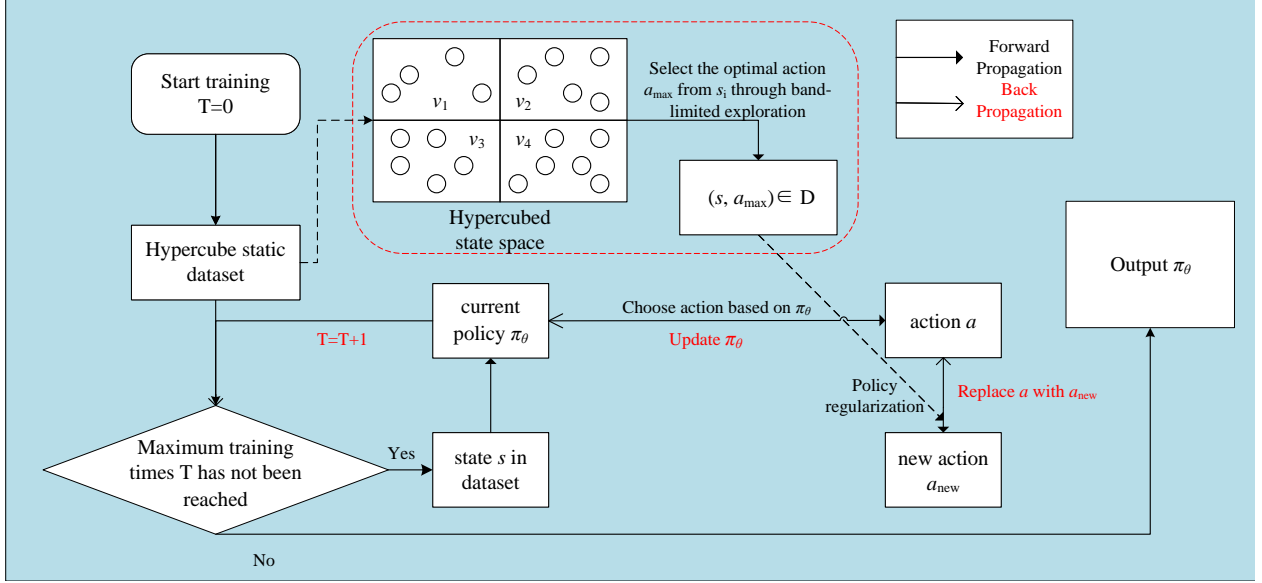 Start training
T=0
v1
v2
v3
v4
Hypercubed
state space
Select the optimal action
amax from si through band-
limited exploration
(s, amax)∈ D
Forward
Propagation
Back
Propagation
Hypercube static
dataset
current
policy πθ
T=T+1
Choose action based on πθ
Update πθ
action a
Output πθ
Policy
regularization
Replace a with anew
new action
anew
Maximum training
times T has not been
reached
Yes
state s in
dataset
No